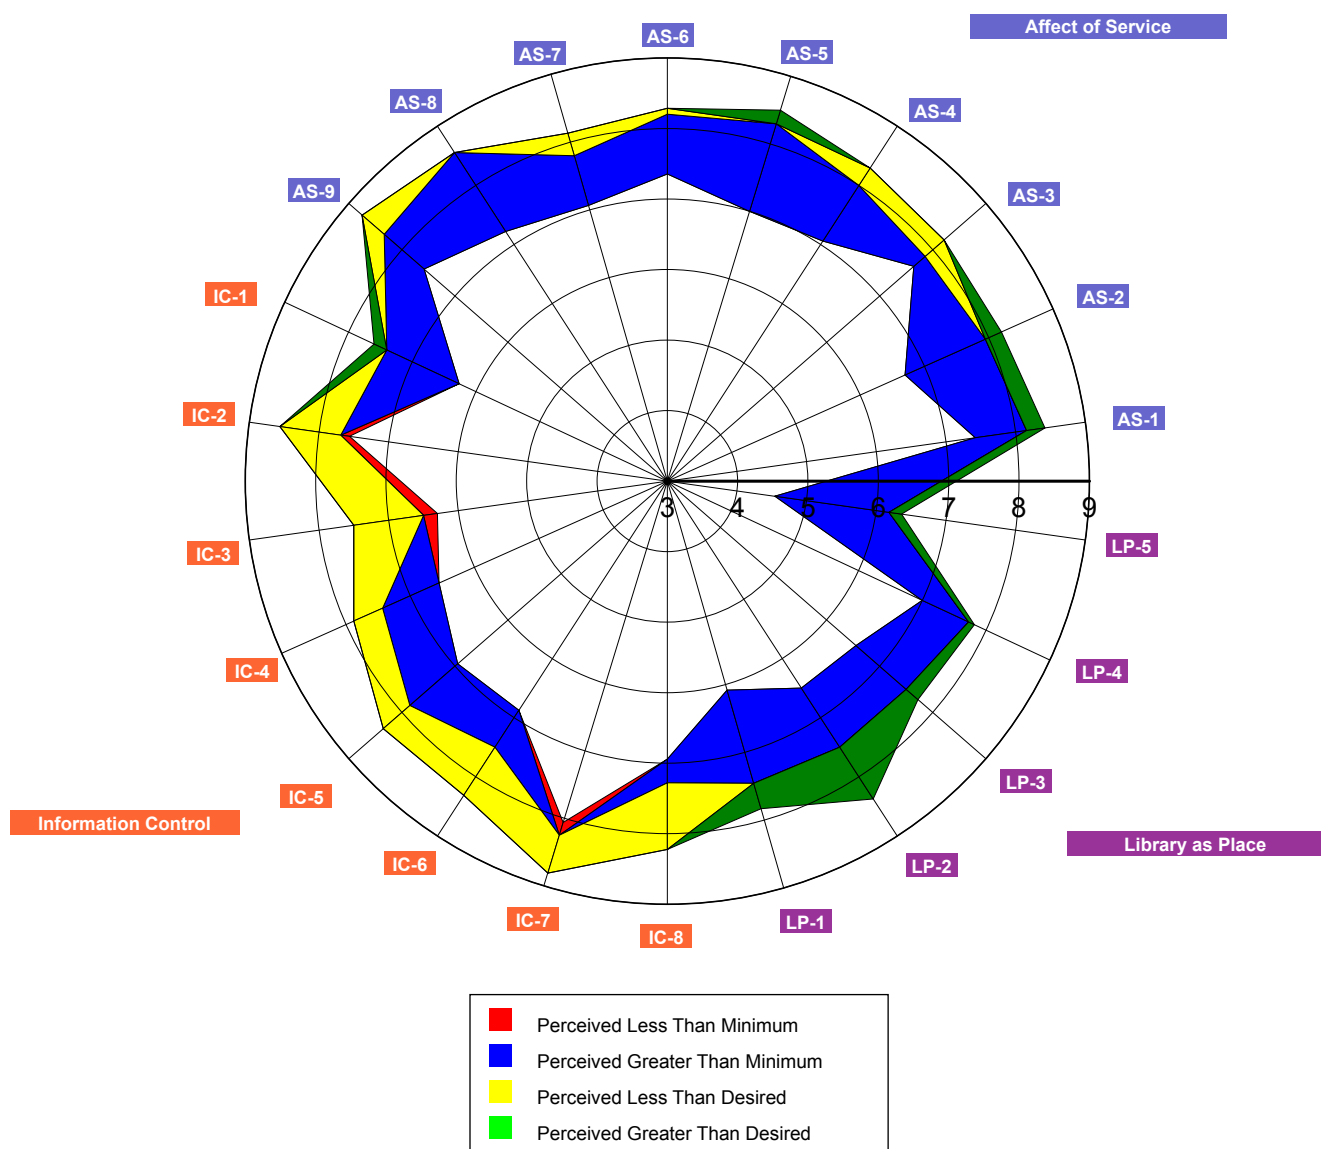 Affect of Service
AS-6
AS-7
AS-5
AS-8
AS-4
AS-9
AS-3
IC-1
AS-2
IC-2
AS-1
3 4 5 6 7 8 9
IC-3
LP-5
IC-4
LP-4
IC-5
LP-3
Information Control
Library as Place
IC-6
LP-2
IC-7
LP-1
IC-8
Perceived Less Than Minimum
Perceived Greater Than Minimum
Perceived Less Than Desired
Perceived Greater Than Desired